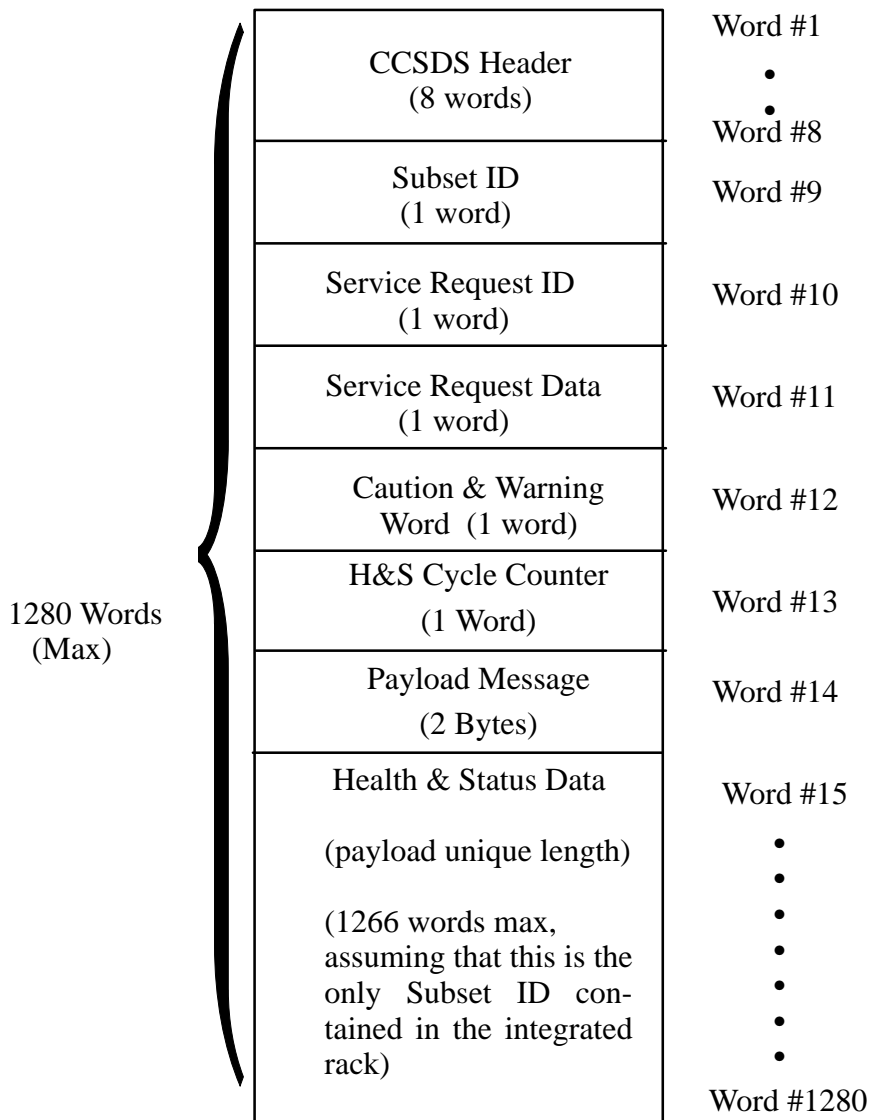 CCSDS Header
(8 words)
Word #1
Word #8
Subset ID
(1 word)
Word #9
Service Request ID
(1 word)
Word #10
Service Request Data
(1 word)
Word #11
Caution & Warning
Word (1 word)
Word #12
H&S Cycle Counter
(1 Word)
Word #13
1280 Words
(Max)
Payload Message
(2 Bytes)
Word #14
Health & Status Data
Word #15
(payload unique length)
(1266 words max,
assuming that this is the
only Subset ID con-
tained in the integrated
rack)
Word #1280